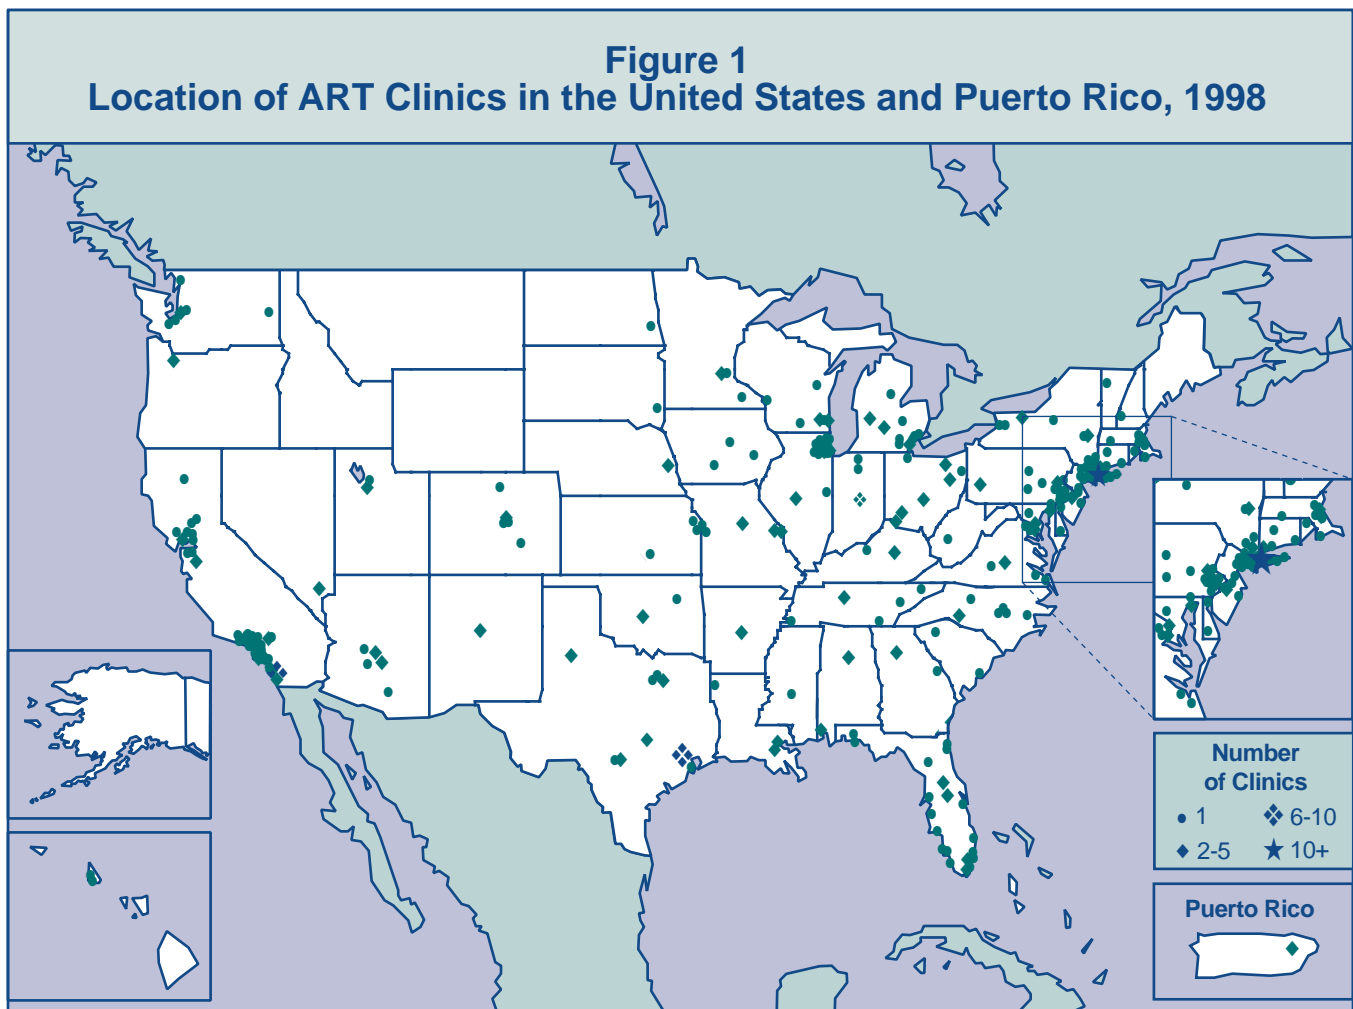 Figure 1
Location of ART Clinics in the United States and Puerto Rico, 1998
Number
of Clinics
1
6-10
2-5
10+
Puerto Rico